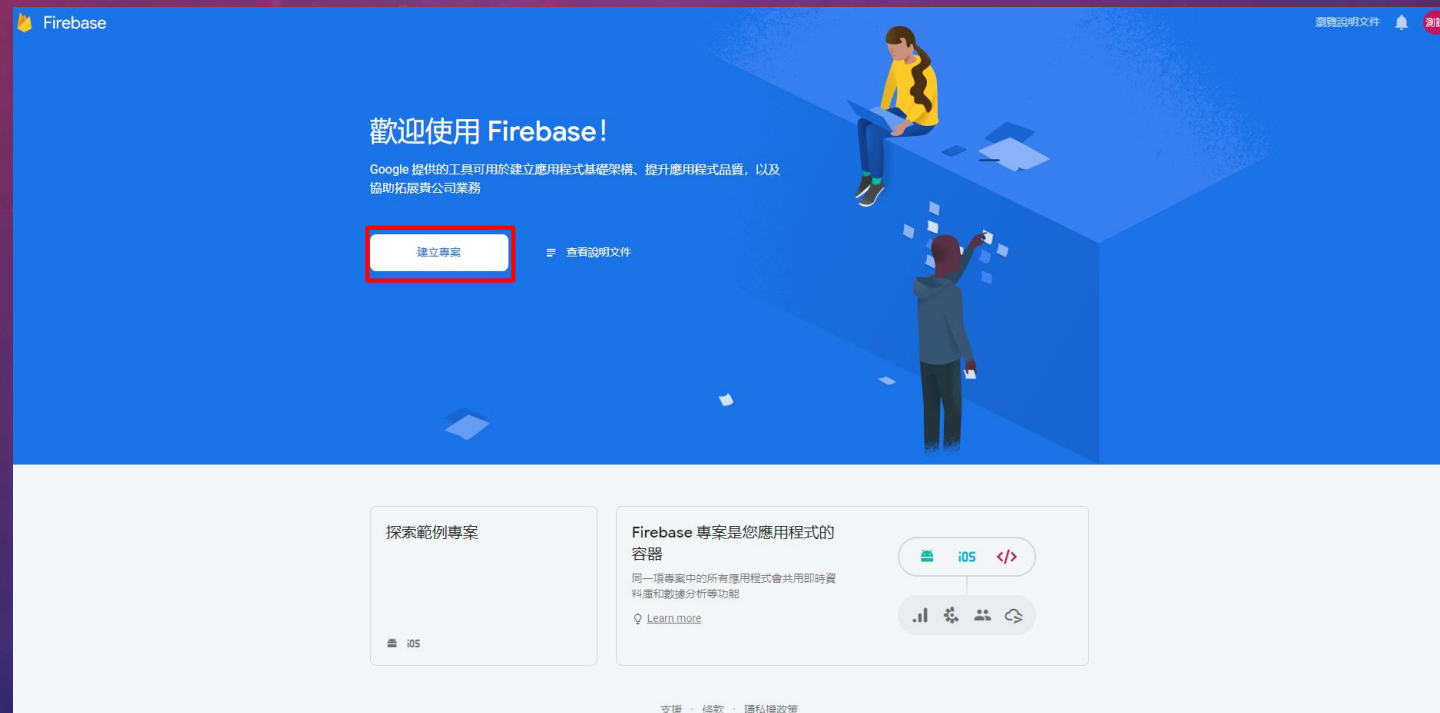 Firebase
瀏覽說明文件
歡迎使用 Firebase！
Google 提供的工具可用於建立應用程式基礎架構、提升應用程式品質，以及
協助拓展貴公司業務
建立專案
查看說明文件
探索範例專案
iOS
Firebase 專案是您應用程式的
容器
同一項專案中的所有應用程式會共用即時資
料庫和數據分析等功能
Learn more
iOS </>
支援 · 條款 · 隱私權政策